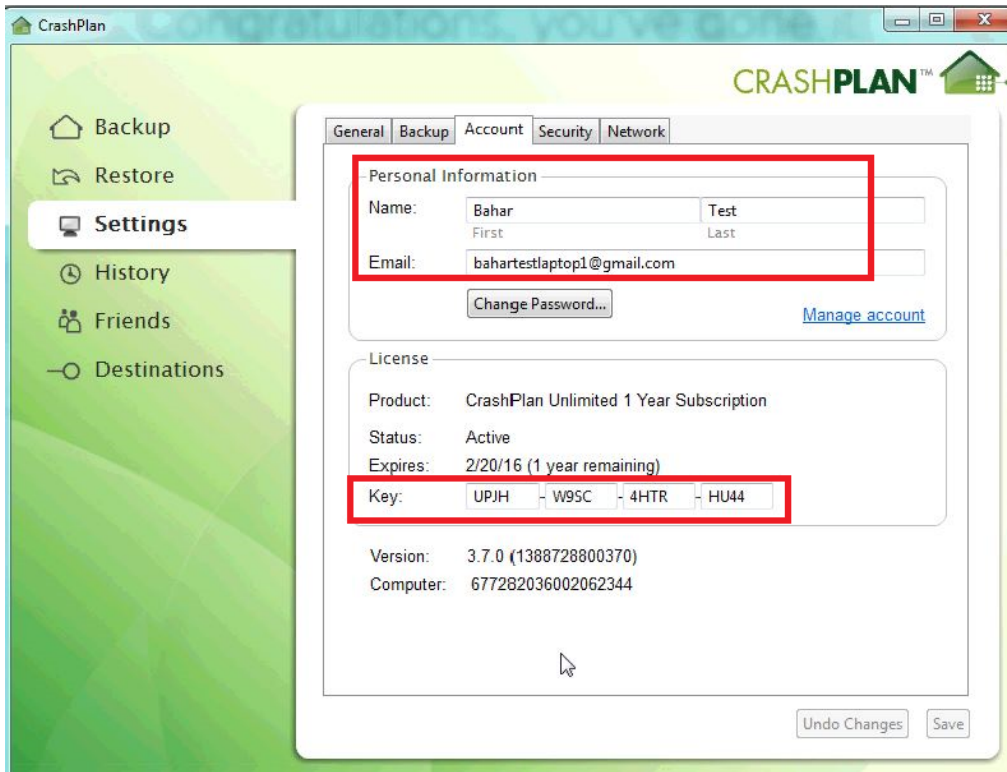 Congratulations, you've done it
CrashPlan
CRASHPLAN™
Backup
Restore
Settings
History
Friends
Destinations
General Backup Account Security Network
Personal Information
Name: Bahar Test
First Last
Email: bahartestlaptop1@gmail.com
Change Password...
Manage account
License
Product: CrashPlan Unlimited 1 Year Subscription
Status: Active
Expires: 2/20/16 (1 year remaining)
Key: UPJH - W9SC - 4HTR - HU44
Version: 3.7.0 (1388728800370)
Computer: 677282036002062344
Undo Changes Save